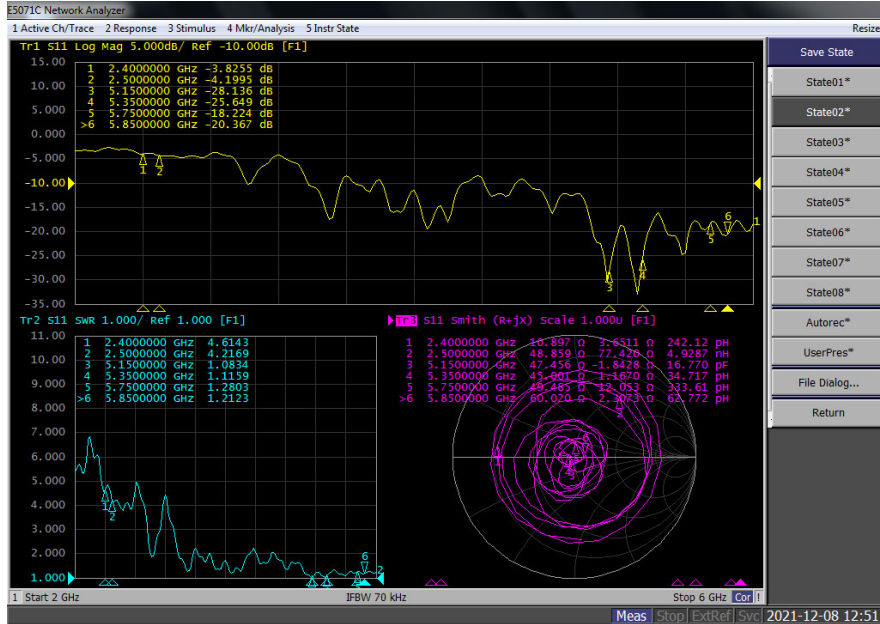 E5071C Network Analyzer
1 Active Ch/Trace 2 Response 3 Stimulus 4 Mkr/Analysis 5 Instr State
Resize
Tr1 S11 Log Mag 5.000dB/ Ref -10.00dB [F1]
15.00
10.00
5.000
0.000
-5.000
-10.00
-15.00
-20.00
-25.00
-30.00
-35.00
1 2.4000000 GHz -3.8255 dB
2 2.5000000 GHz -4.1995 dB
3 5.1500000 GHz -28.136 dB
4 5.3500000 GHz -25.649 dB
5 5.7500000 GHz -18.224 dB
>6 5.8500000 GHz -20.367 dB
1
2
3
4
5
6
1
Tr2 S11 SWR 1.000/ Ref 1.000 [F1]
11.00
10.00
9.000
8.000
7.000
6.000
5.000
4.000
3.000
2.000
1.000
1 2.4000000 GHz 4.6143
2 2.5000000 GHz 4.2169
3 5.1500000 GHz 1.0834
4 5.3500000 GHz 1.1159
5 5.7500000 GHz 1.2803
>6 5.8500000 GHz 1.2123
1
2
6
2
Tr3 S11 Smith (R+jX) Scale 1.000U [F1]
1 2.4000000 GHz 10.897 Ω 3.6511 Ω 242.12 pH
2 2.5000000 GHz 48.859 Ω 77.420 Ω 4.9287 nH
3 5.1500000 GHz 47.456 Ω -1.8428 Ω 16.770 pF
4 5.3500000 GHz 45.001 Ω 1.1670 Ω 34.717 pH
5 5.7500000 GHz 49.485 Ω 12.053 Ω 333.61 pH
>6 5.8500000 GHz 60.020 Ω 2.3073 Ω 62.772 pH
2
1 Start 2 GHz
IFBW 70 kHz
Stop 6 GHz Cor !
Save State
State01*
State02*
State03*
State04*
State05*
State06*
State07*
State08*
Autorec*
UserPres*
File Dialog...
Return
Meas Stop ExtRef Svc 2021-12-08 12:51